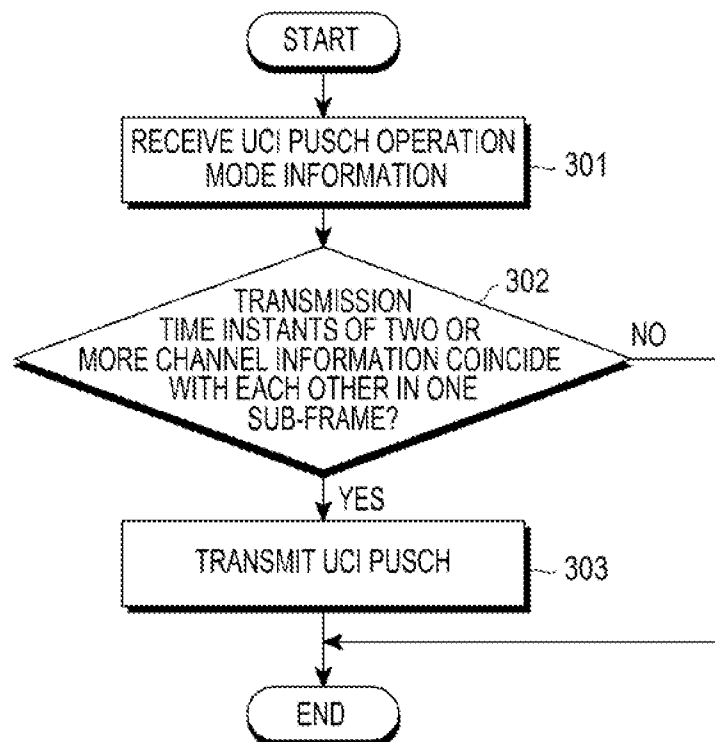 START
RECEIVE UCI PUSCH OPERATION
MODE INFORMATION
301
302
TRANSMISSION
TIME INSTANTS OF TWO OR
MORE CHANNEL INFORMATION COINCIDE
WITH EACH OTHER IN ONE
SUB-FRAME?
NO
YES
TRANSMIT UCI PUSCH
303
END